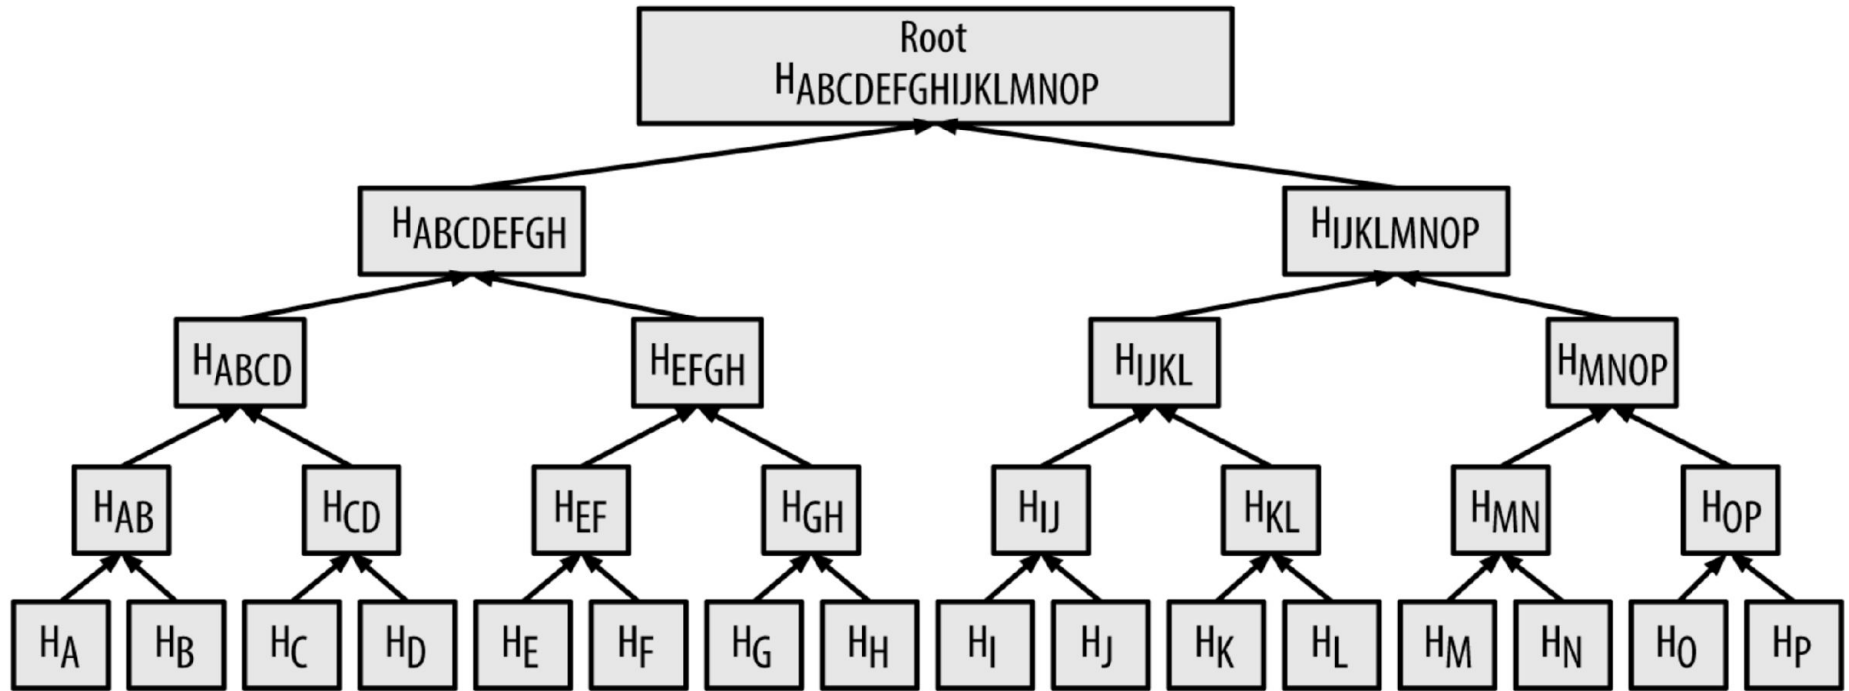 Root
HABCDEFGHIJKLMNOP
HABCDEFGH
HIJKLMNOP
HABCD
HEFGH
HIJKL
HMNOP
HAB
HCD
HEF
HGH
HIJ
HKL
HMN
HOP
HA
HB
HC
HD
HE
HF
HG
HH
HI
HJ
HK
HL
HM
HN
HO
HP